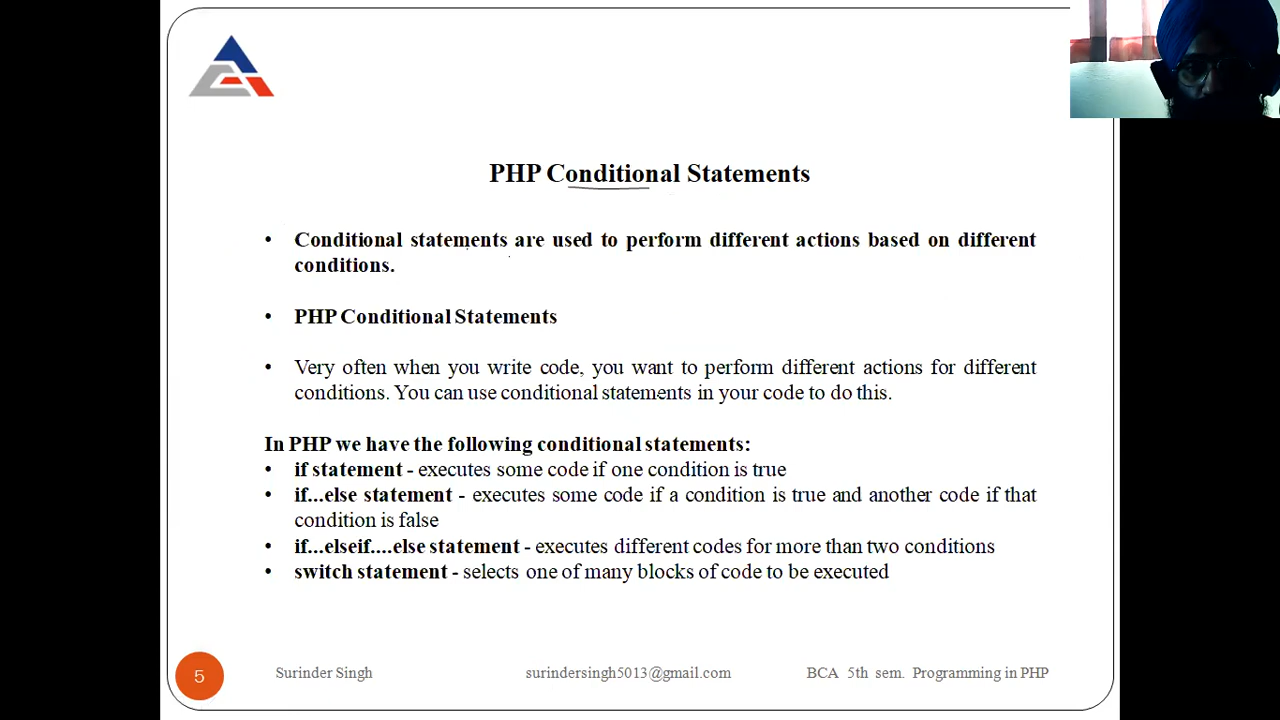 PHP Conditional Statements
• Conditional statements are used to perform different actions based on different
conditions.
• PHP Conditional Statements
• Very often when you write code, you want to perform different actions for different
conditions. You can use conditional statements in your code to do this.
In PHP we have the following conditional statements:
• if statement - executes some code if one condition is true
• if...else statement - executes some code if a condition is true and another code if that
condition is false
• if...elseif....else statement - executes different codes for more than two conditions
• switch statement - selects one of many blocks of code to be executed
5 Surinder Singh surindersingh5013@gmail.com BCA 5th sem. Programming in PHP